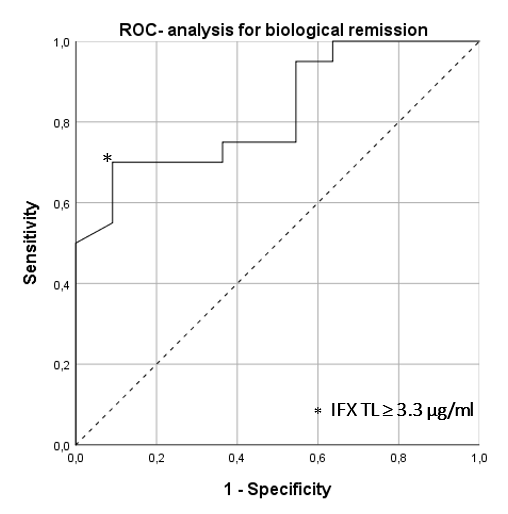 ROC- analysis for biological remission
1,0
0,8
0,6
0,4
0,2
0,0
Sensitivity
*
* IFX TL ≥ 3.3 µg/ml
0,0 0,2 0,4 0,6 0,8 1,0
1 - Specificity